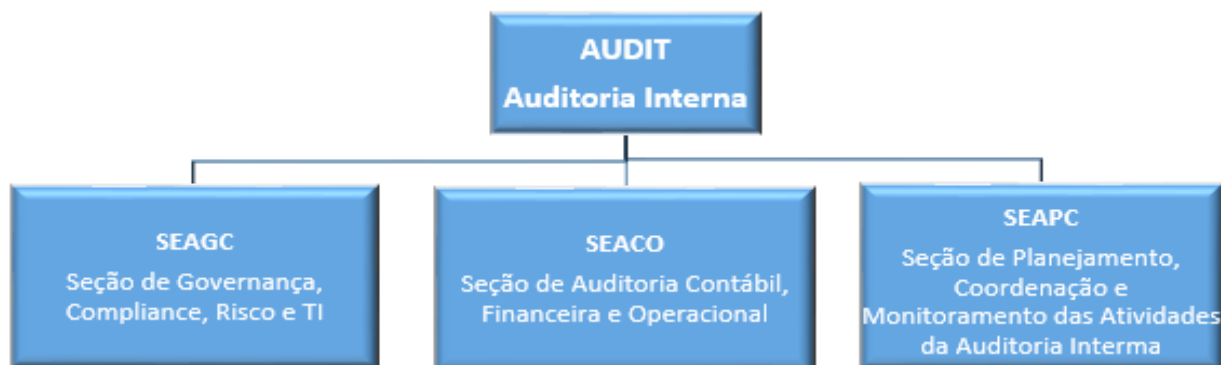 AUDIT
Auditoria Interna
SEAGC
Seção de Governança,
Compliance, Risco e TI
SEACO
Seção de Auditoria Contábil,
Financeira e Operacional
SEAPC
Seção de Planejamento,
Coordenação e
Monitoramento das Atividades
da Auditoria Interma